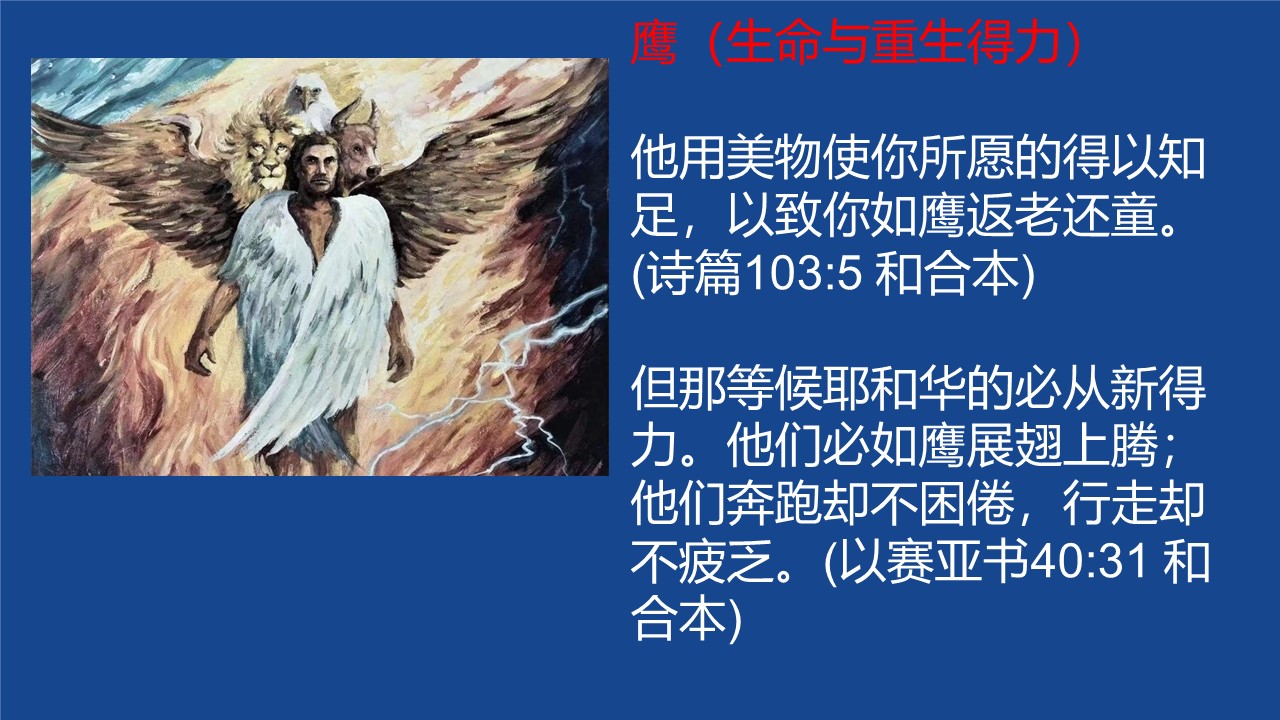 鹰（生命与重生得力）
他用美物使你所愿的得以知
足，以致你如鹰返老还童。
(诗篇103:5 和合本)
但那等候耶和华的必从新得
力。他们必如鹰展翅上腾；
他们奔跑却不困倦，行走却
不疲乏。(以赛亚书40:31 和
合本)